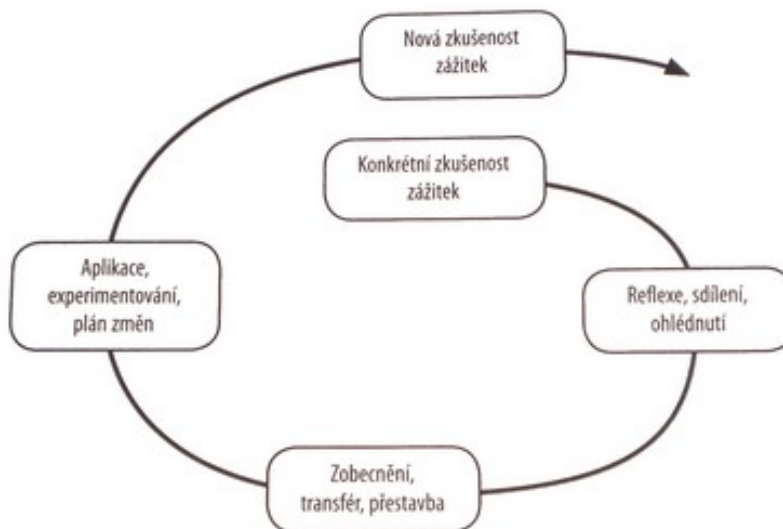 Nová zkušenost
zážitek
Konkrétní zkušenost
zážitek
Aplikace,
experimentování,
plán změn
Reflexe, sdílení,
ohlédnutí
Zobecnění,
transfér, přestavba